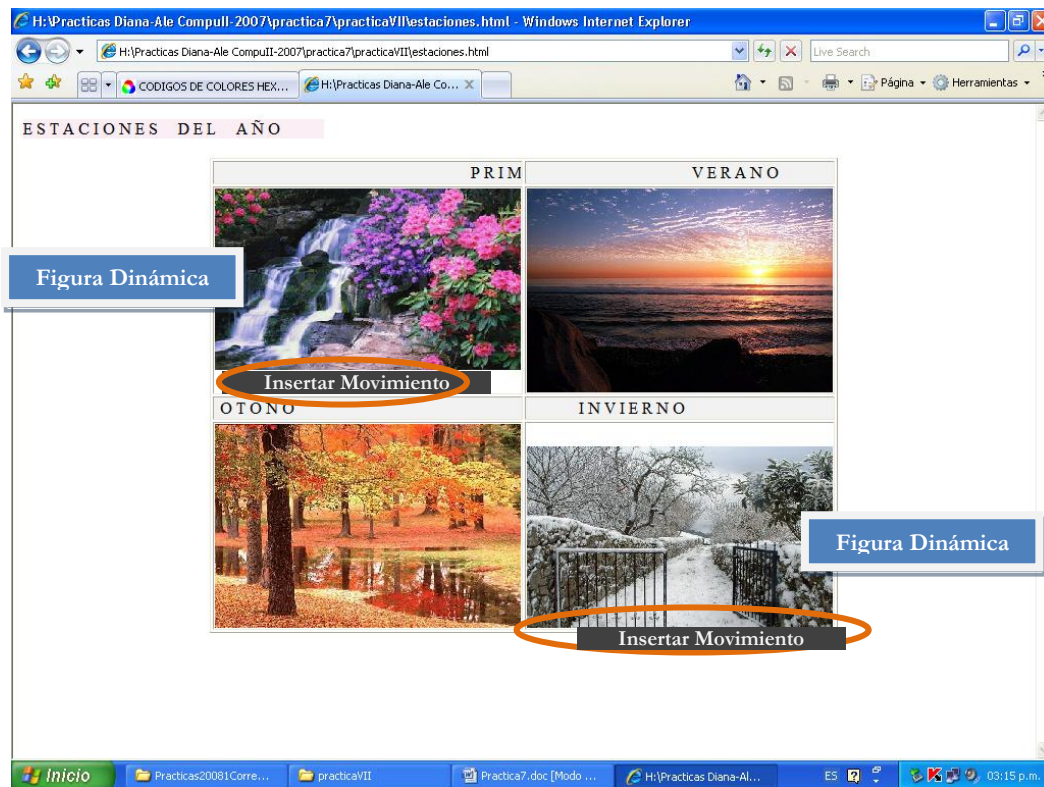 H:\Practicas Diana-Ale CompuII-2007\practica7\practicaVII\estaciones.html - Windows Internet Explorer
H:\Practicas Diana-Ale CompuII-2007\practica7\practicaVII\estaciones.html
Live Search
CODIGOS DE COLORES HEX...
H:\Practicas Diana-Ale Co...
Página
Herramientas
ESTACIONES DEL AÑO
PRIM
VERANO
Figura Dinámica
Insertar Movimiento
OTOÑO
INVIERNO
Figura Dinámica
Insertar Movimiento
Inicio
Practicas20081Corre...
practicaVII
Practica7.doc [Modo ...
H:\Practicas Diana-Al...
ES
03:15 p.m.